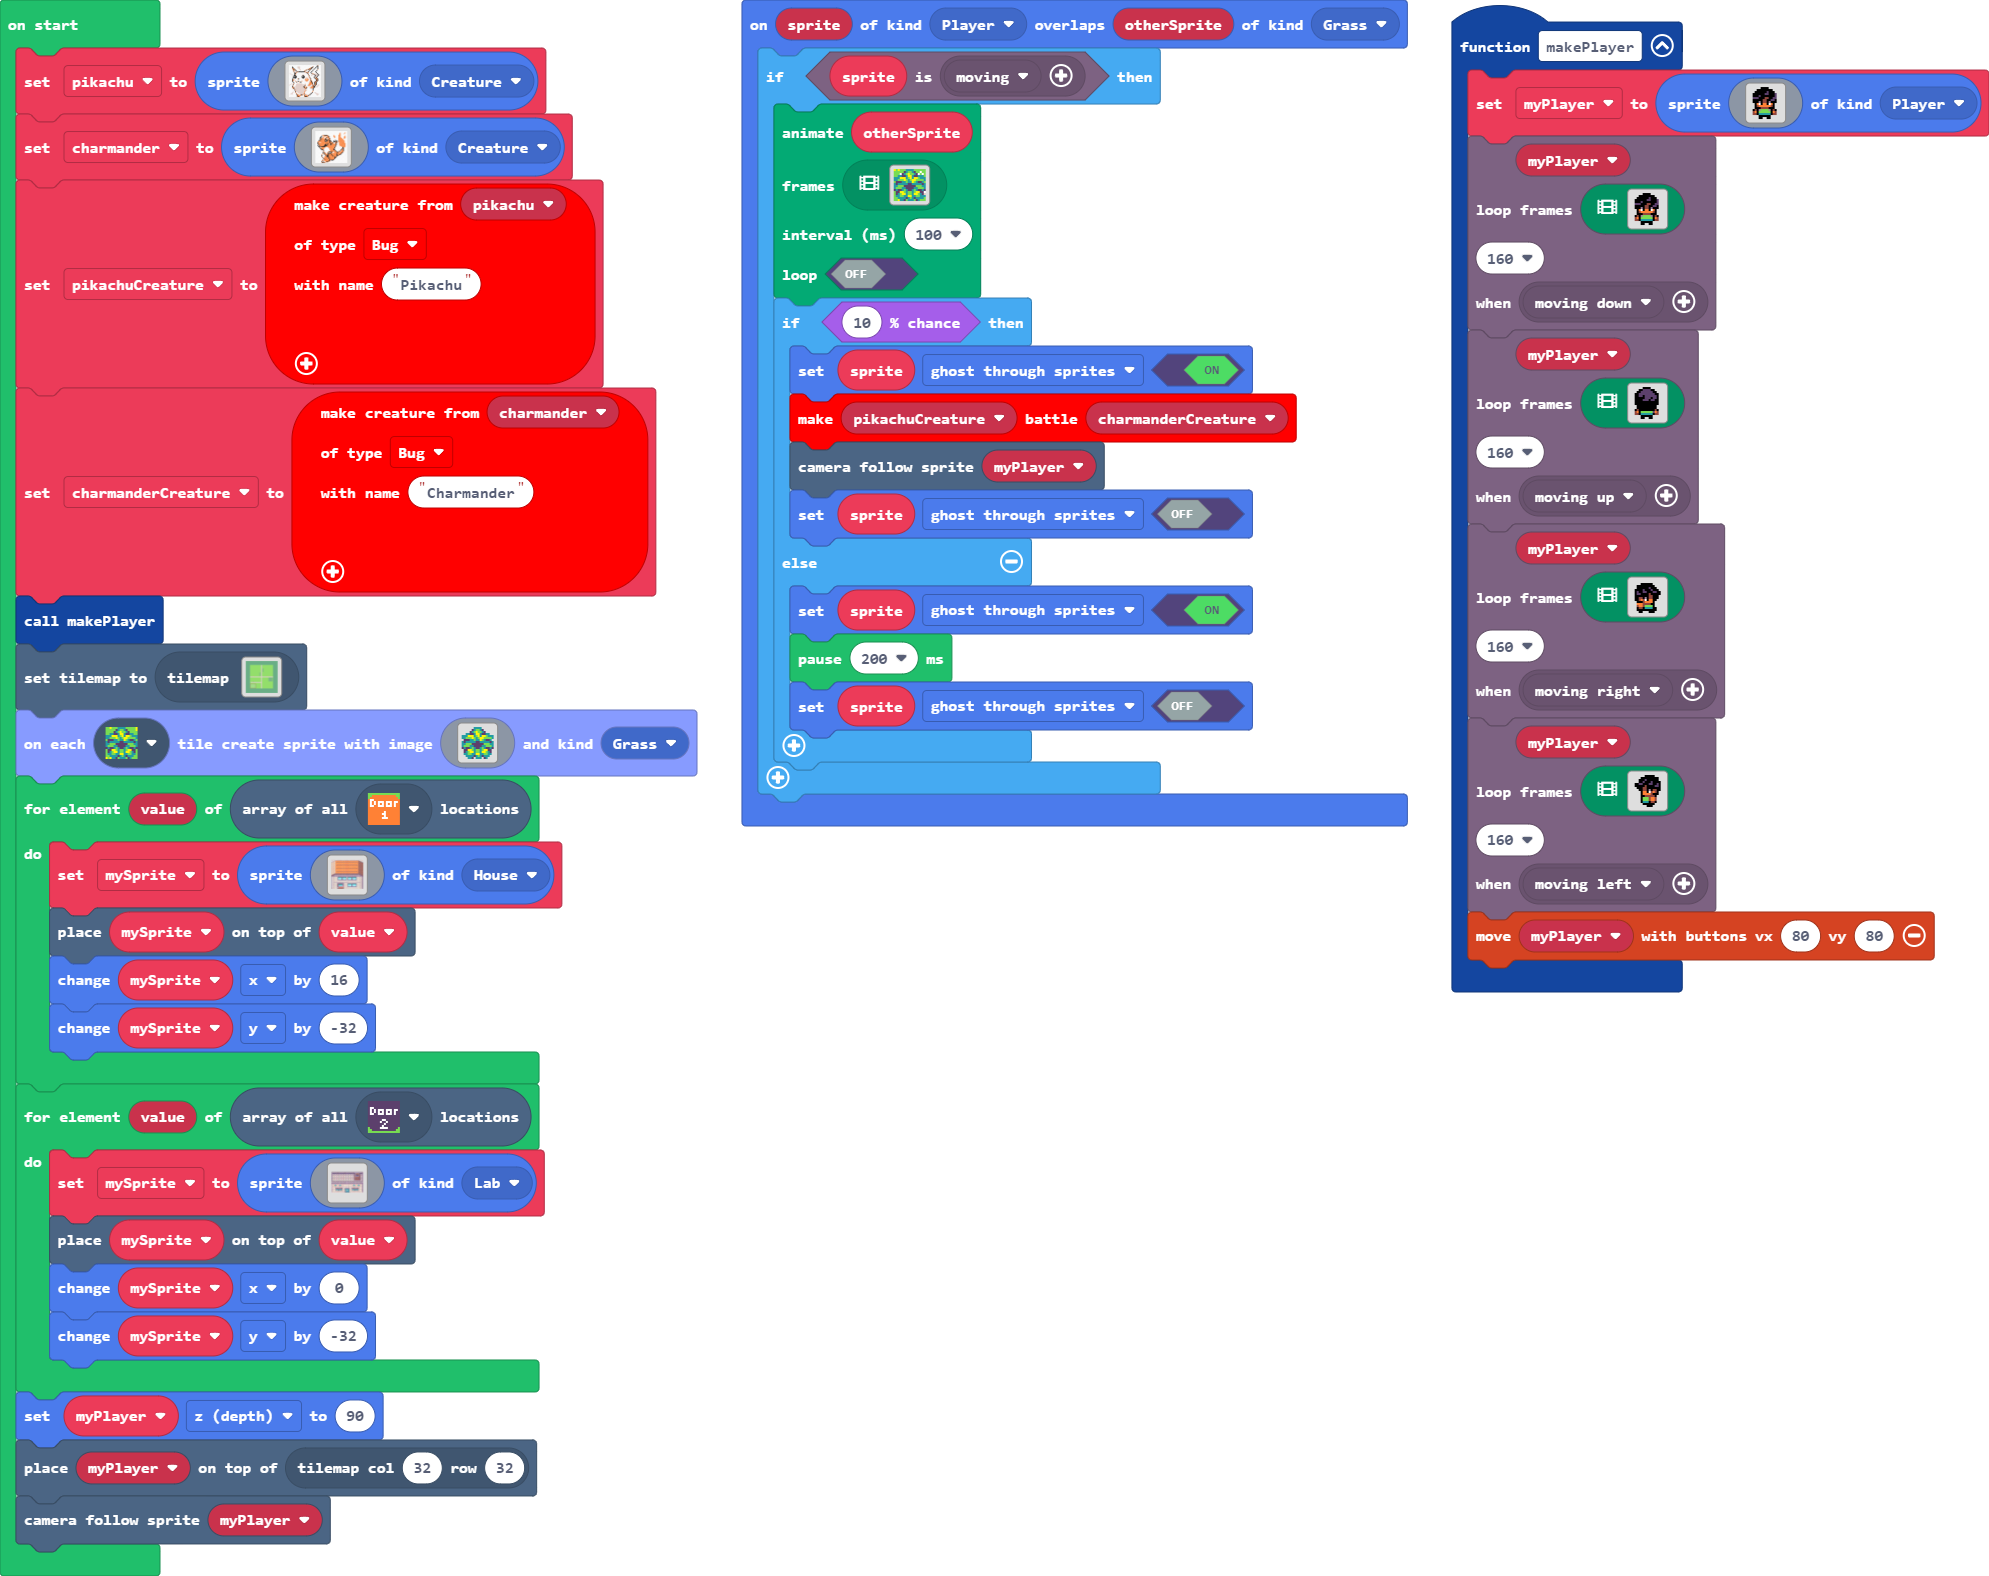 on start
set pikachu to sprite of kind Creature
set charmander to sprite of kind Creature
set pikachuCreature to
make creature from pikachu
of type Bug
with name "Pikachu"
set charmanderCreature to
make creature from charmander
of type Bug
with name "Charmander"
call makePlayer
set tilemap to tilemap
on each tile create sprite with image and kind Grass
for element value of array of all Door 1 locations
do
set mySprite to sprite of kind House
place mySprite on top of value
change mySprite x by 16
change mySprite y by -32
for element value of array of all Door 2 locations
do
set mySprite to sprite of kind Lab
place mySprite on top of value
change mySprite x by 0
change mySprite y by -32
set myPlayer z (depth) to 90
place myPlayer on top of tilemap col 32 row 32
camera follow sprite myPlayer
on sprite of kind Player overlaps otherSprite of kind Grass
if sprite is moving then
animate otherSprite
frames
interval (ms) 100
loop OFF
if 10 % chance then
set sprite ghost through sprites ON
make pikachuCreature battle charmanderCreature
camera follow sprite myPlayer
set sprite ghost through sprites OFF
else
set sprite ghost through sprites ON
pause 200 ms
set sprite ghost through sprites OFF
function makePlayer
set myPlayer to sprite of kind Player
myPlayer
loop frames
160
when moving down
myPlayer
loop frames
160
when moving up
myPlayer
loop frames
160
when moving right
myPlayer
loop frames
160
when moving left
move myPlayer with buttons vx 80 vy 80